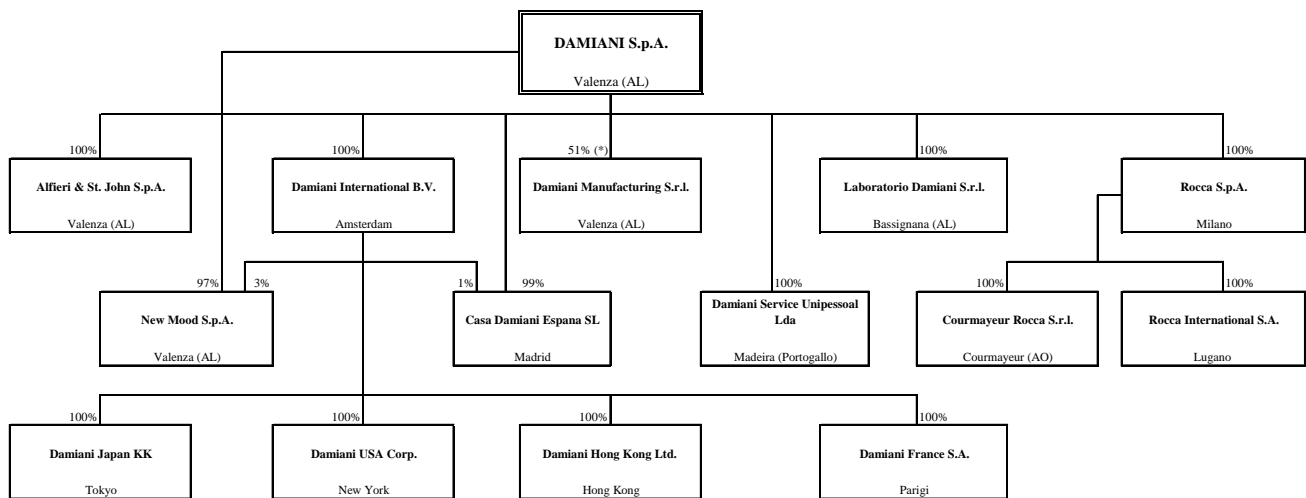 DAMIANI S.p.A.
Valenza (AL)
100%
100%
51% (*)
100%
100%
Alfieri & St. John S.p.A.
Damiani International B.V.
Damiani Manufacturing S.r.l.
Laboratorio Damiani S.r.l.
Rocca S.p.A.
Valenza (AL)
Amsterdam
Valenza (AL)
Bassignana (AL)
Milano
97%
3%
1%
99%
100%
100%
100%
New Mood S.p.A.
Casa Damiani Espana SL
Damiani Service Unipessoal
Lda
Courmayeur Rocca S.r.l.
Rocca International S.A.
Valenza (AL)
Madrid
Madeira (Portogallo)
Courmayeur (AO)
Lugano
100%
100%
100%
100%
Damiani Japan KK
Damiani USA Corp.
Damiani Hong Kong Ltd.
Damiani France S.A.
Tokyo
New York
Hong Kong
Parigi